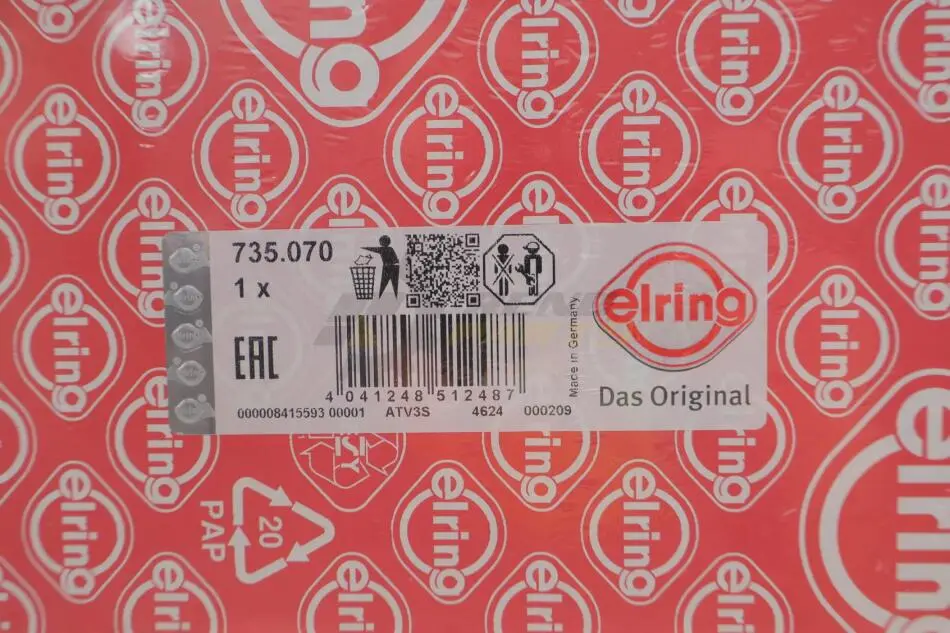 735.070
1 x
EAC
4 041248 512487
000008415593 00001 ATV3S 4624 000209
Made in Germany
elring
Das Original
20
PAP